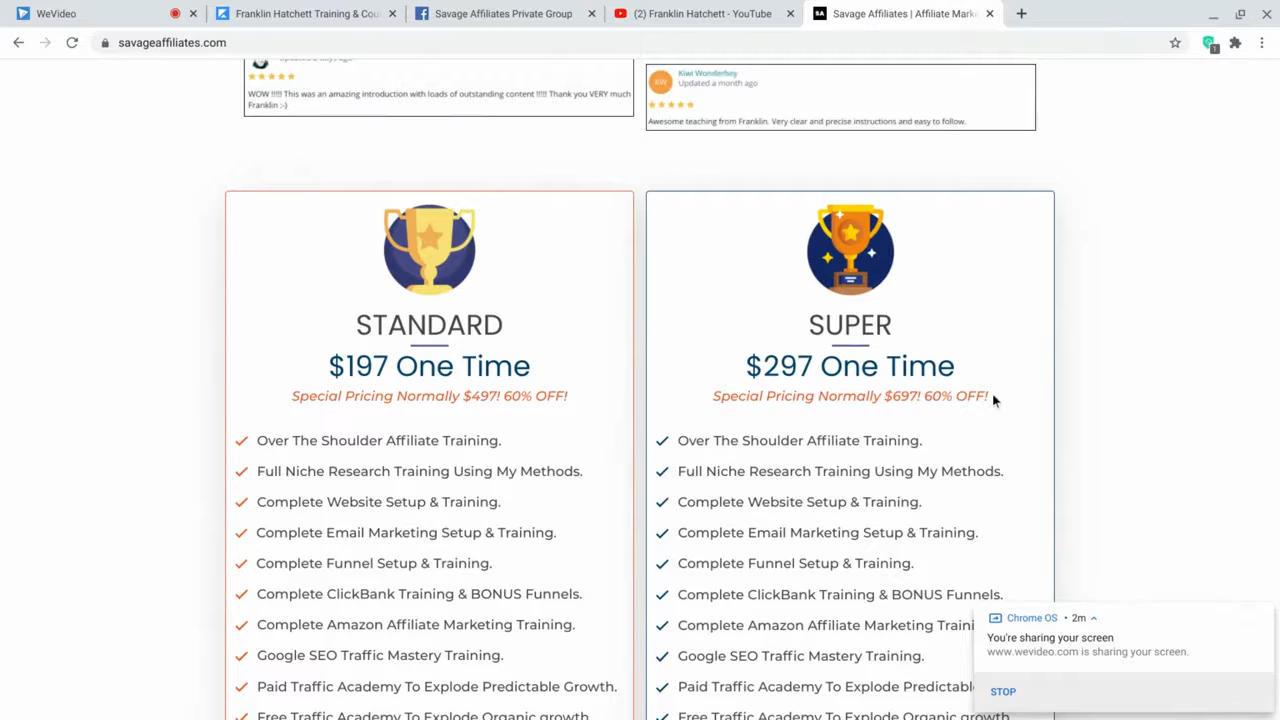 WeVideo
Franklin Hatchett Training & Cou
Savage Affiliates Private Group
(2) Franklin Hatchett - YouTube
SA
Savage Affiliates | Affiliate Mark
savageaffiliates.com
1
WOW !!!!! This was an amazing introduction with loads of outstanding content !!!!! Thank you VERY much
Franklin :-)
KW
Kiwi Wonderhsy
Updated a month ago
Awesome teaching from Franklin. Very clear and precise instructions and easy to follow.
STANDARD
$197 One Time
Special Pricing Normally $497! 60% OFF!
Over The Shoulder Affiliate Training.
Full Niche Research Training Using My Methods.
Complete Website Setup & Training.
Complete Email Marketing Setup & Training.
Complete Funnel Setup & Training.
Complete ClickBank Training & BONUS Funnels.
Complete Amazon Affiliate Marketing Training.
Google SEO Traffic Mastery Training.
Paid Traffic Academy To Explode Predictable Growth.
Free Traffic Academy To Explode Organic growth
SUPER
$297 One Time
Special Pricing Normally $697! 60% OFF!
Over The Shoulder Affiliate Training.
Full Niche Research Training Using My Methods.
Complete Website Setup & Training.
Complete Email Marketing Setup & Training.
Complete Funnel Setup & Training.
Complete ClickBank Training & BONUS Funnels.
Complete Amazon Affiliate Marketing Traini
Google SEO Traffic Mastery Training.
Paid Traffic Academy To Explode Predictable
Free Traffic Academy To Explode Organic growth
Chrome OS • 2m
You're sharing your screen
www.wevideo.com is sharing your screen.
STOP